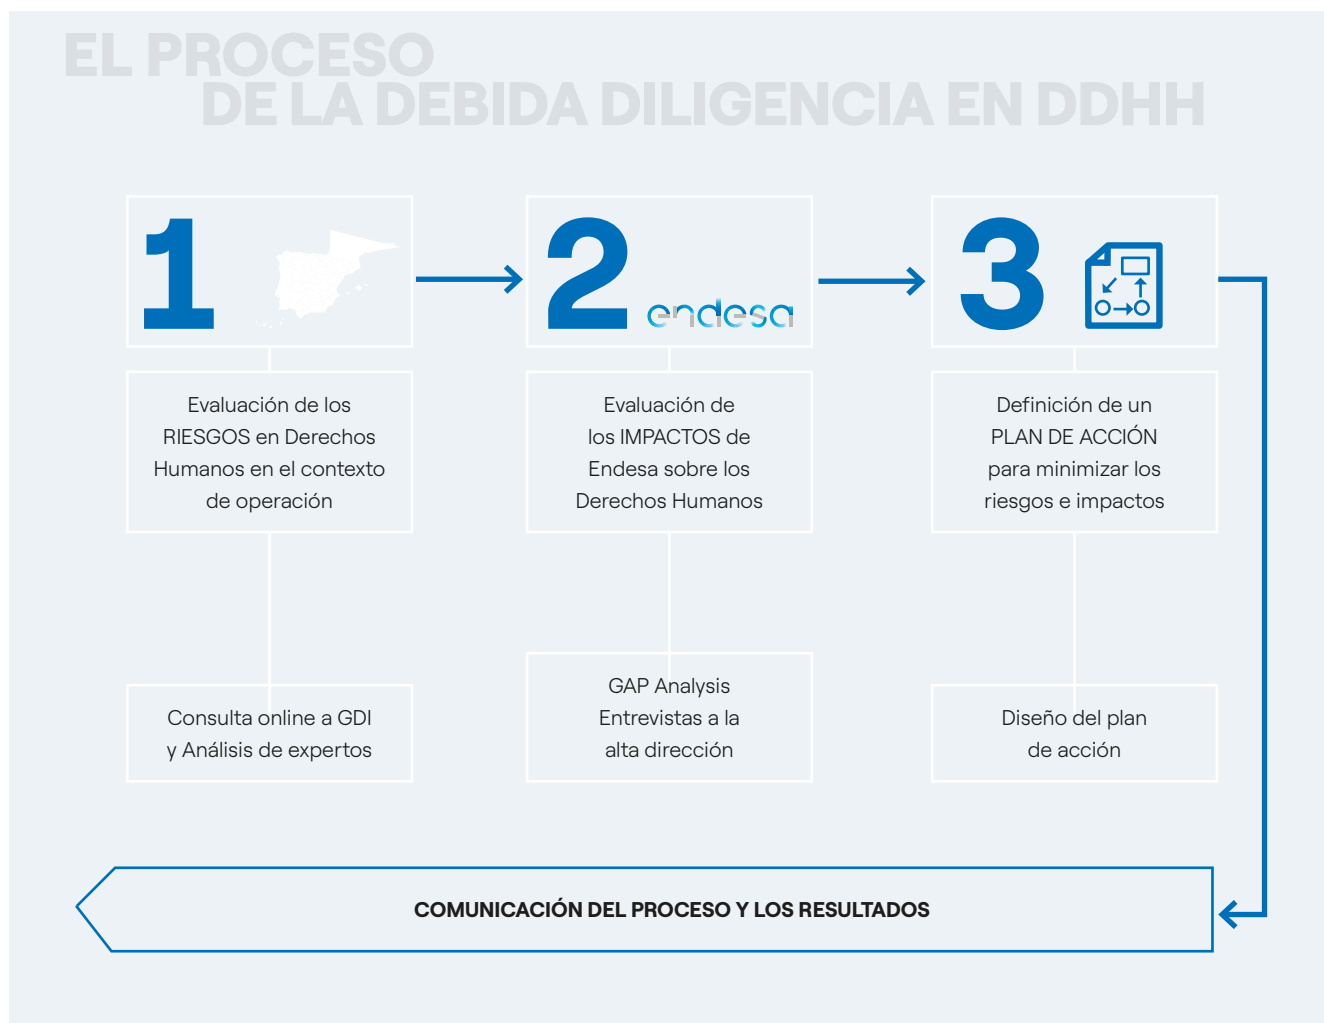 EL PROCESO
DE LA DEBIDA DILIGENCIA EN DDHH
1
Evaluación de los
RIESGOS en Derechos
Humanos en el contexto
de operación
Consulta online a GDI
y Análisis de expertos
2
endesa
Evaluación de
los IMPACTOS de
Endesa sobre los
Derechos Humanos
GAP Analysis
Entrevistas a la
alta dirección
3
Definición de un
PLAN DE ACCIÓN
para minimizar los
riesgos e impactos
Diseño del plan
de acción
COMUNICACIÓN DEL PROCESO Y LOS RESULTADOS